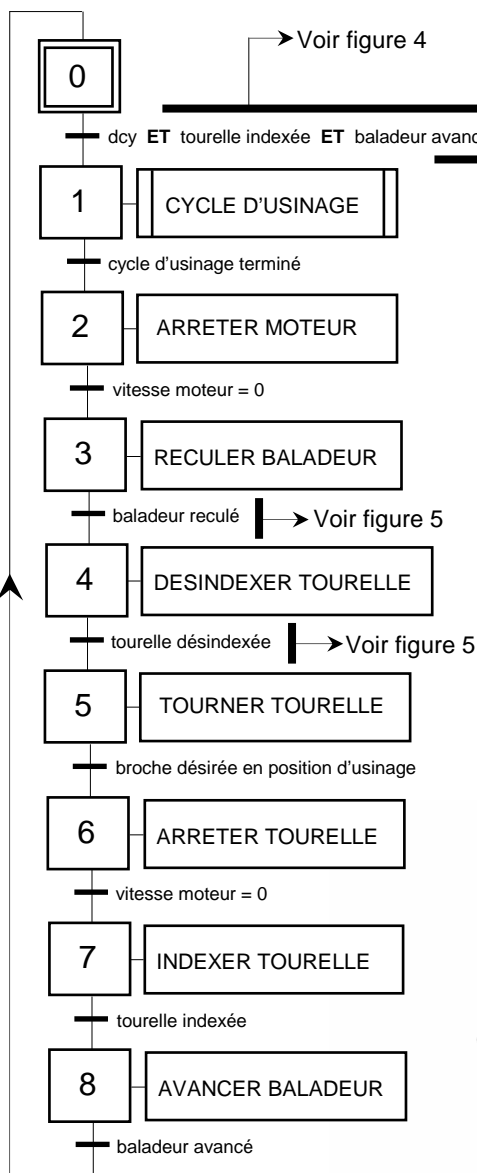 Voir figure 4
0
dcy ET tourelle indexée ET baladeur avanc
1
CYCLE D'USINAGE
cycle d'usinage terminé
2
ARRETER MOTEUR
vitesse moteur = 0
3
RECULER BALADEUR
baladeur reculé
Voir figure 5
4
DESINDEXER TOURELLE
tourelle désindexée
Voir figure 5
5
TOURNER TOURELLE
broche désirée en position d'usinage
6
ARRETER TOURELLE
vitesse moteur = 0
7
INDEXER TOURELLE
tourelle indexée
8
AVANCER BALADEUR
baladeur avancé